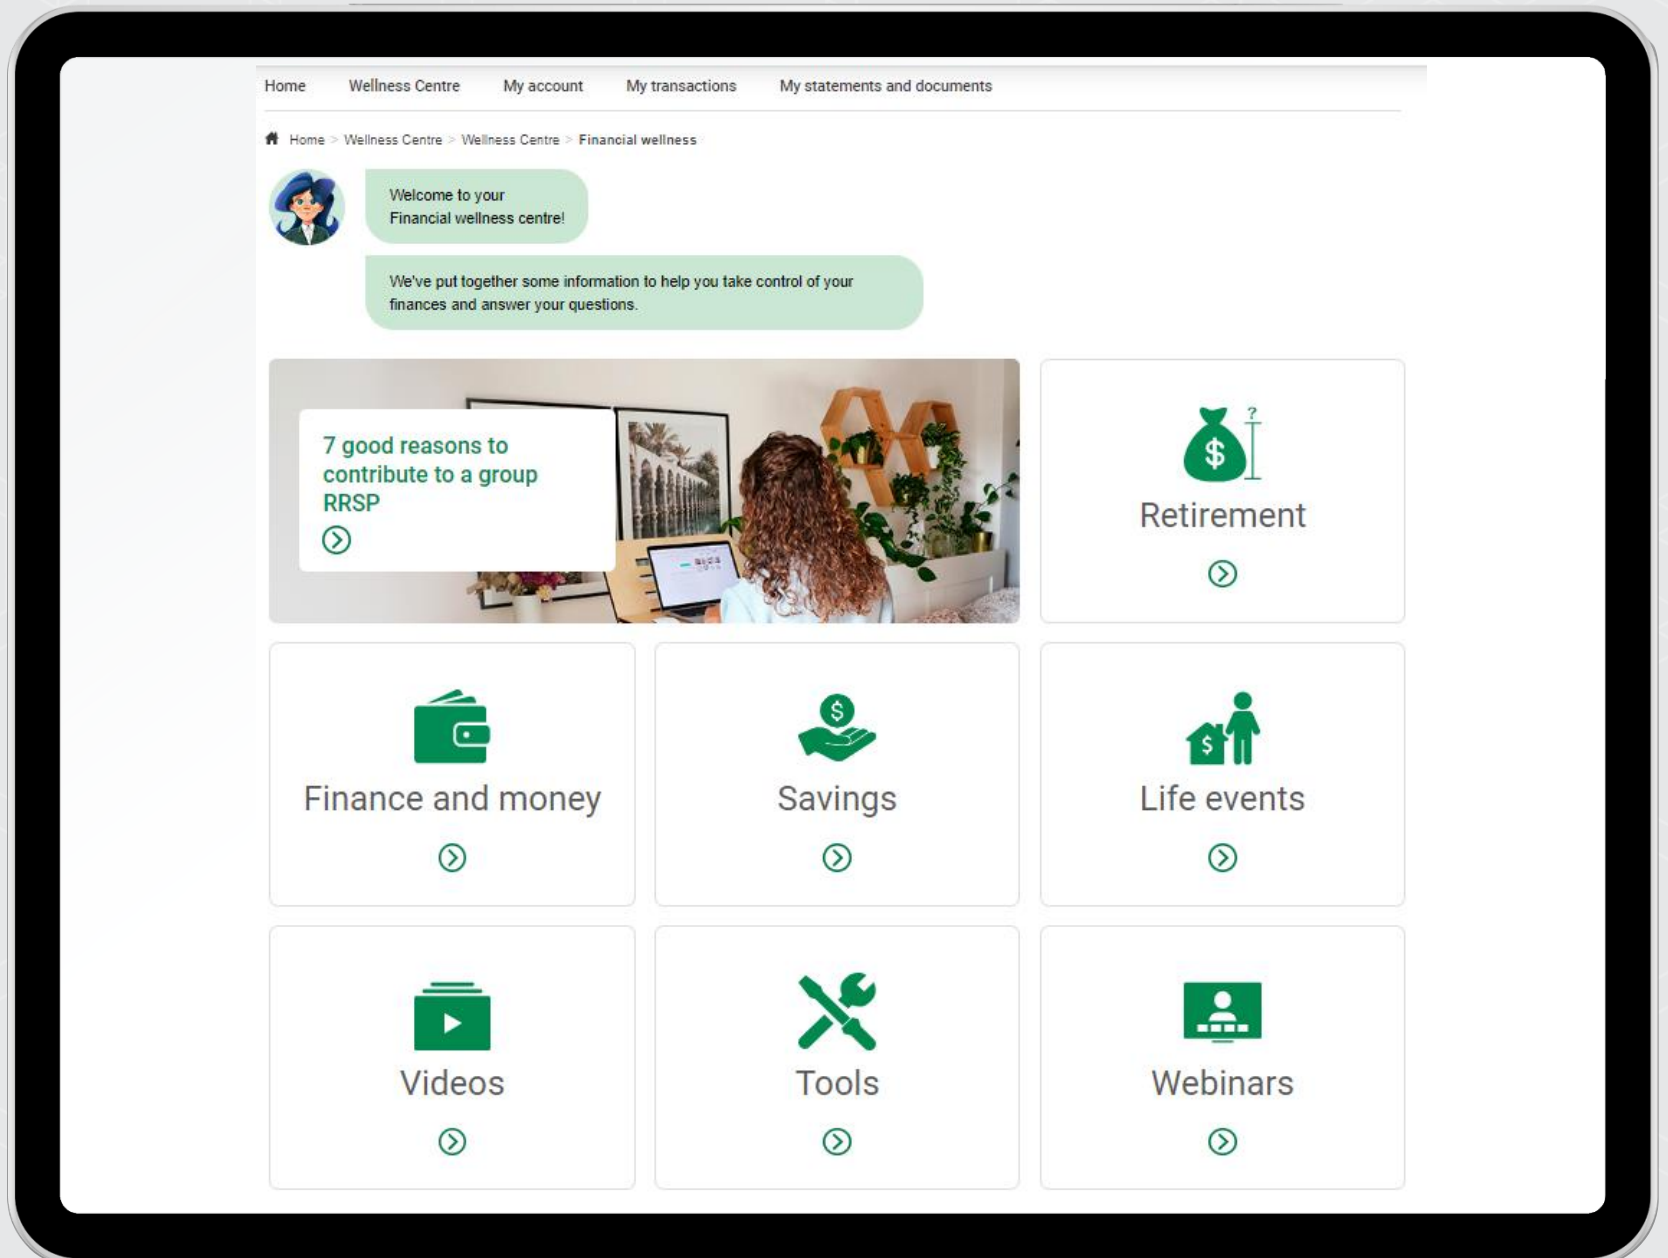 Home Wellness Centre My account My transactions My statements and documents
Home > Wellness Centre > Wellness Centre > Financial wellness
Welcome to your
Financial wellness centre!
We've put together some information to help you take control of your
finances and answer your questions.
7 good reasons to
contribute to a group
RRSP
$ ?
Retirement
Finance and money
$
Savings
$
Life events
Videos
Tools
Webinars